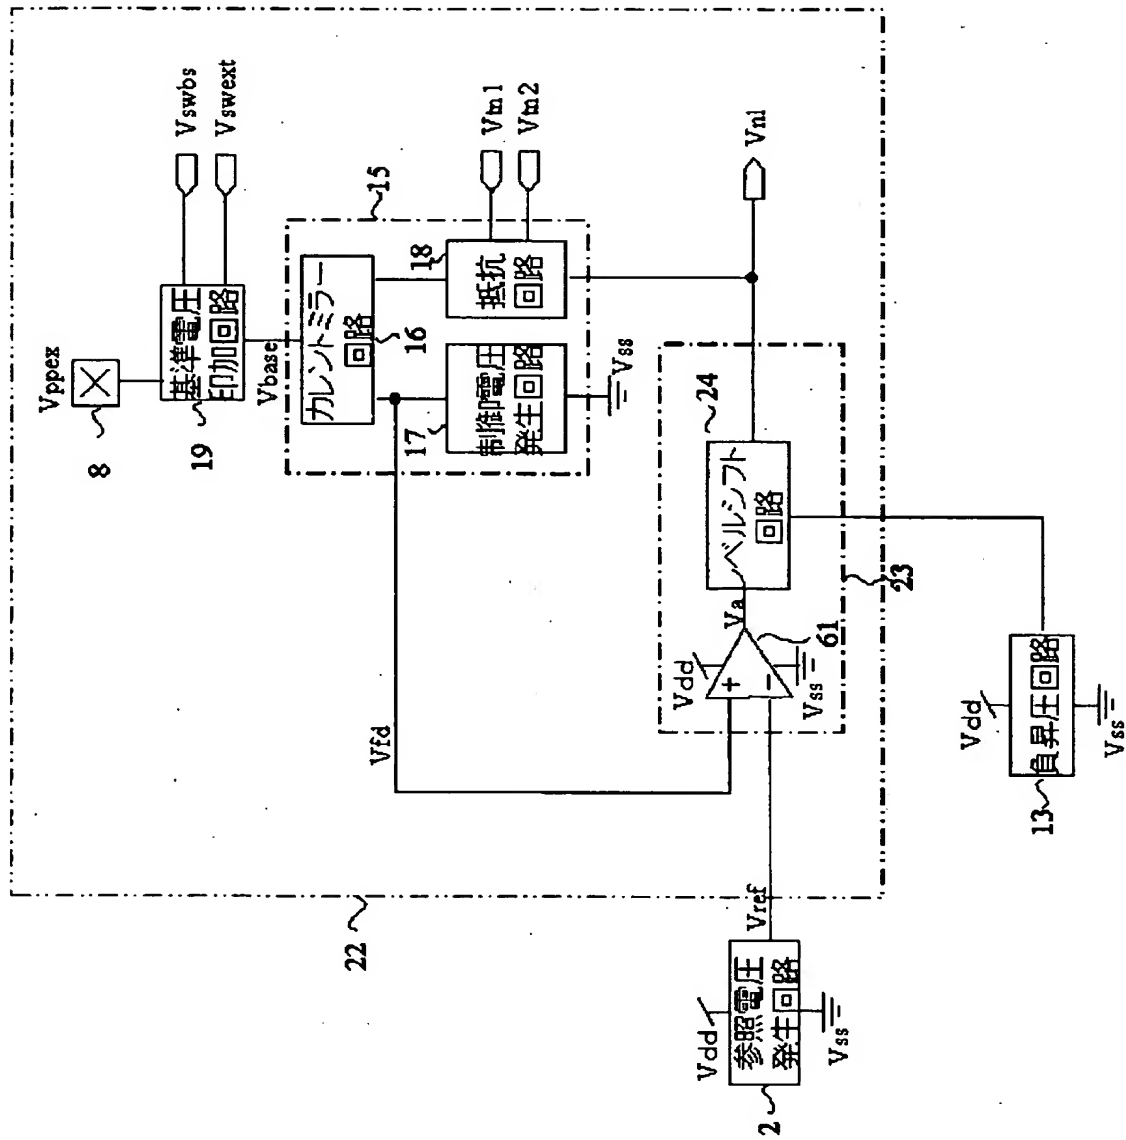 Vppex
8
基準電圧
印加回路
19
Vswbs
Vswext
Vbase
15
カレントミラー
回路
16
制御電圧
発生回路
17
Vss
抵抗
回路
18
Vtm1
Vtm2
Vfd
Vnl
レベルシフト
回路
24
Va
61
Vdd
+
−
Vss
23
22
Vref
参照電圧
発生回路
2
Vdd
Vss
負昇圧回路
13
Vdd
Vss